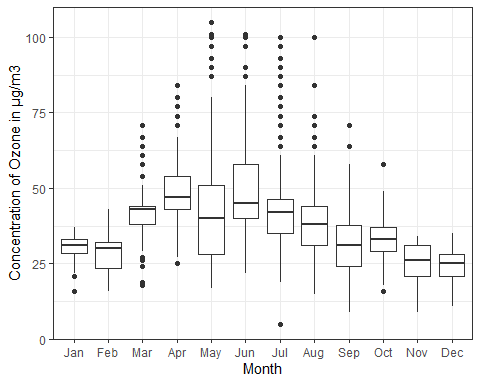 Concentration of Ozone in µg/m3
100
75
50
25
0
Jan Feb Mar Apr May Jun Jul Aug Sep Oct Nov Dec
Month